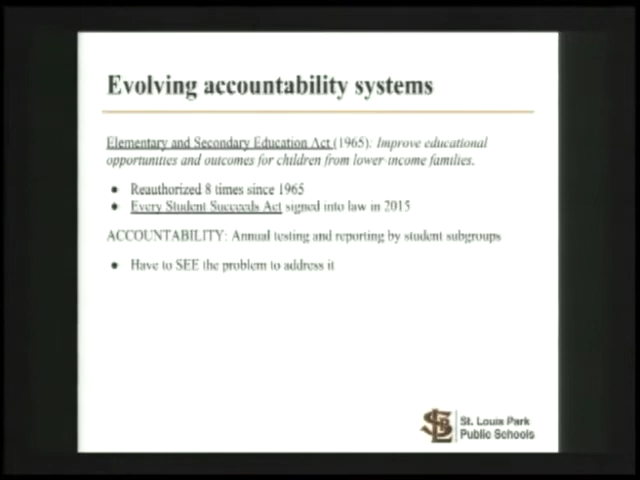 Evolving accountability systems
Elementary and Secondary Education Act (1965): Improve educational
opportunities and outcomes for children from lower-income families.
● Reauthorized 8 times since 1965
● Every Student Succeeds Act signed into law in 2015
ACCOUNTABILITY: Annual testing and reporting by student subgroups
● Have to SEE the problem to address it
St. Louis Park
Public Schools